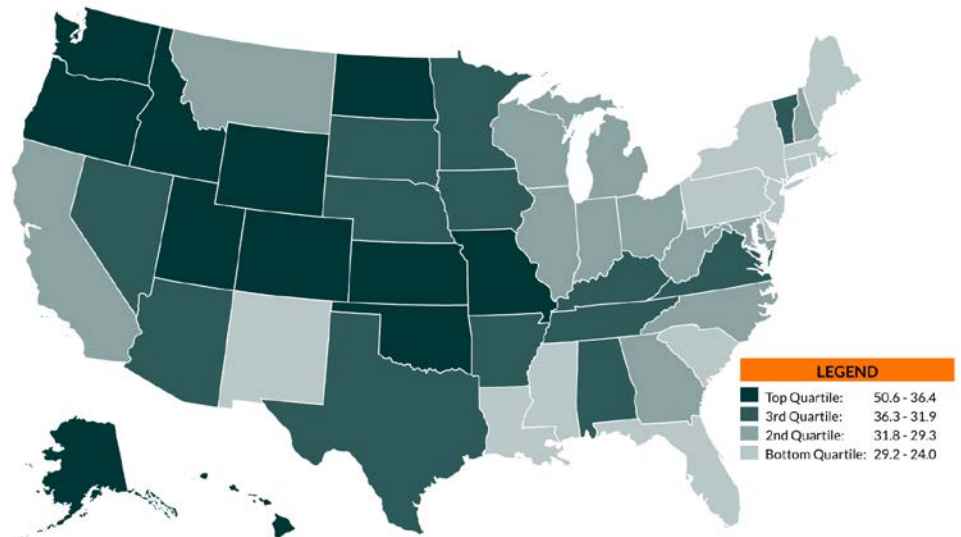 LEGEND
Top Quartile: 50.6 - 36.4
3rd Quartile: 36.3 - 31.9
2nd Quartile: 31.8 - 29.3
Bottom Quartile: 29.2 - 24.0